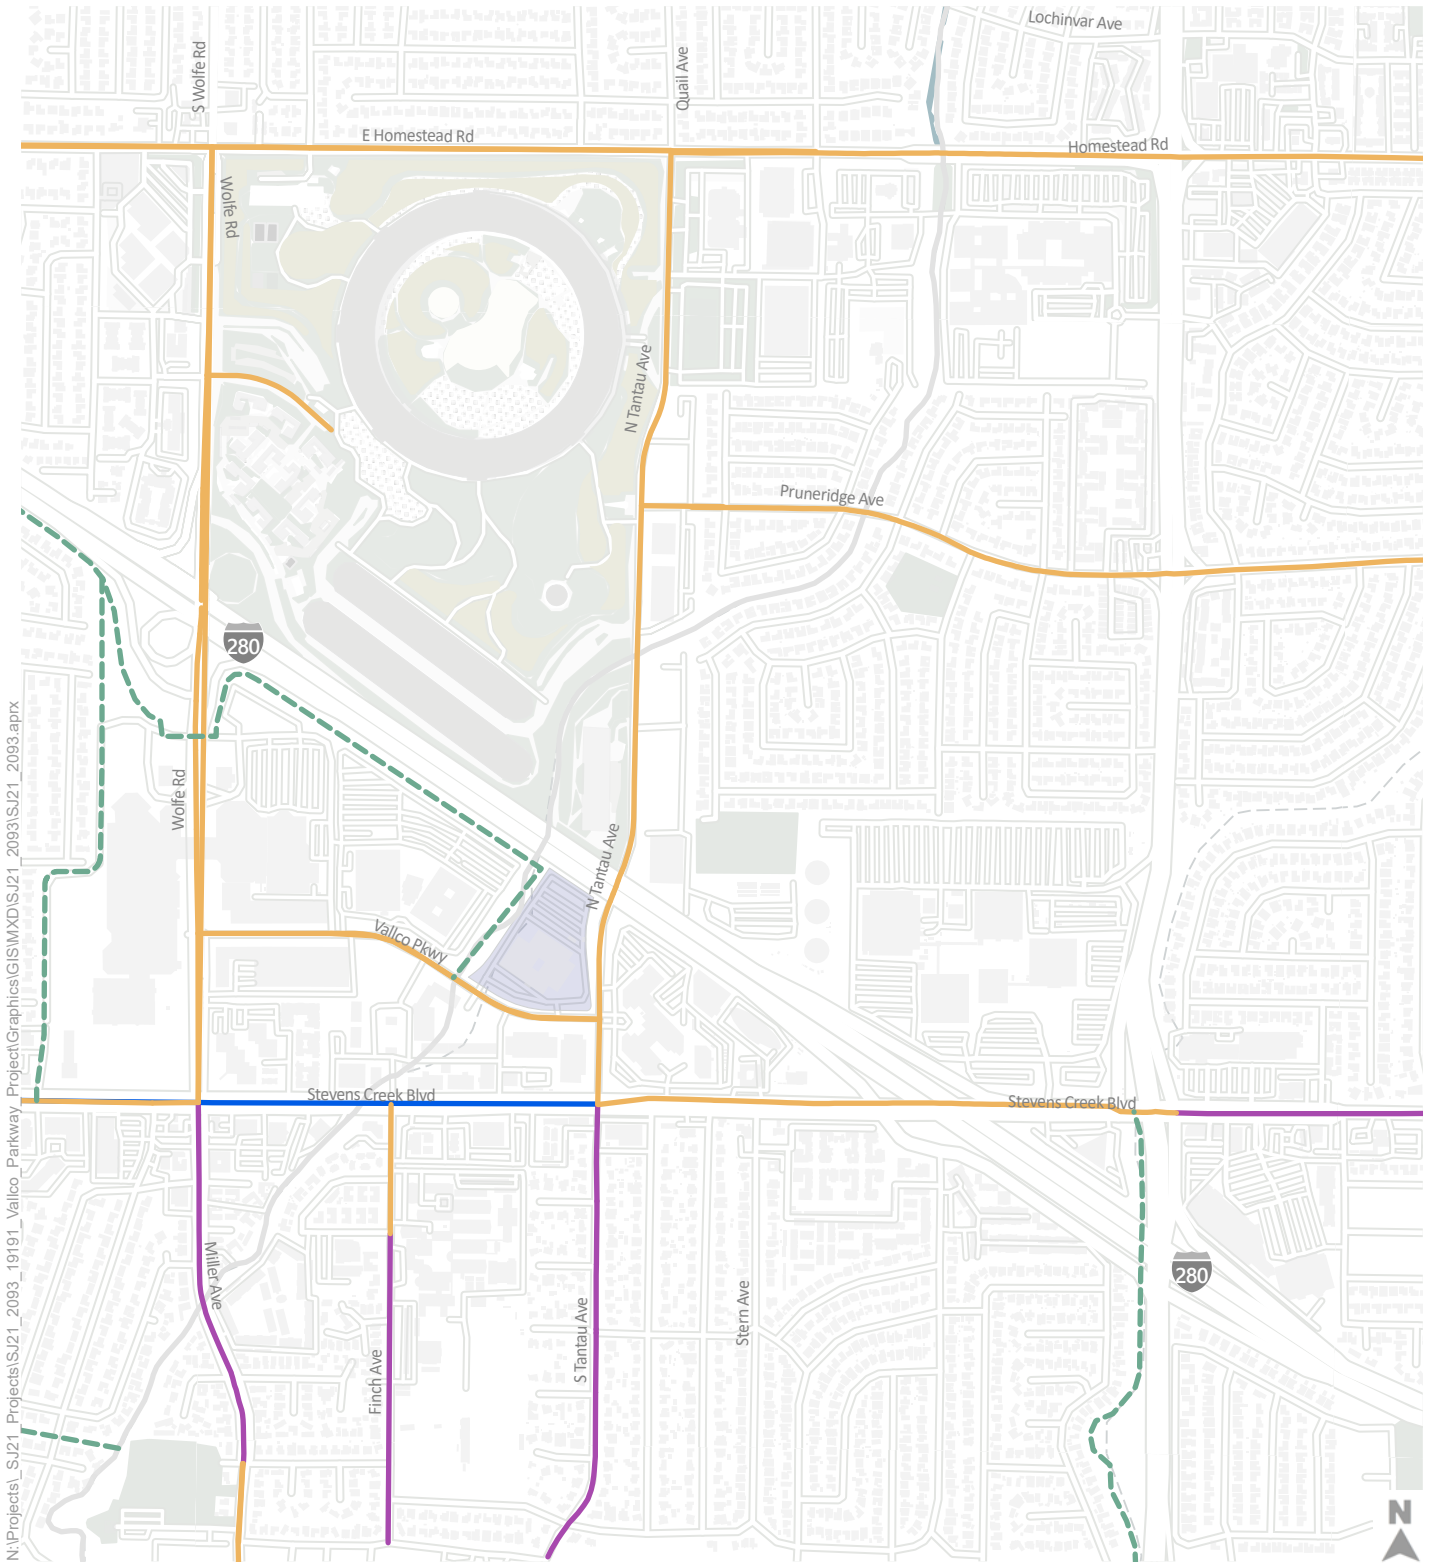 Lochinvar Ave
S Wolfe Rd
Quail Ave
E Homestead Rd
Homestead Rd
Wolfe Rd
N Tantau Ave
Pruneridge Ave
280
Wolfe Rd
N Tantau Ave
Vallco Pkwy
Stevens Creek Blvd
Stevens Creek Blvd
Miller Ave
280
Finch Ave
S Tantau Ave
Stern Ave
N
N:\Projects\_SJ21_Projects\SJ21_2093_19191_Vallco_Parkway_Project\Graphics\GIS\MXD\SJ21_2093\SJ21_2093.aprx